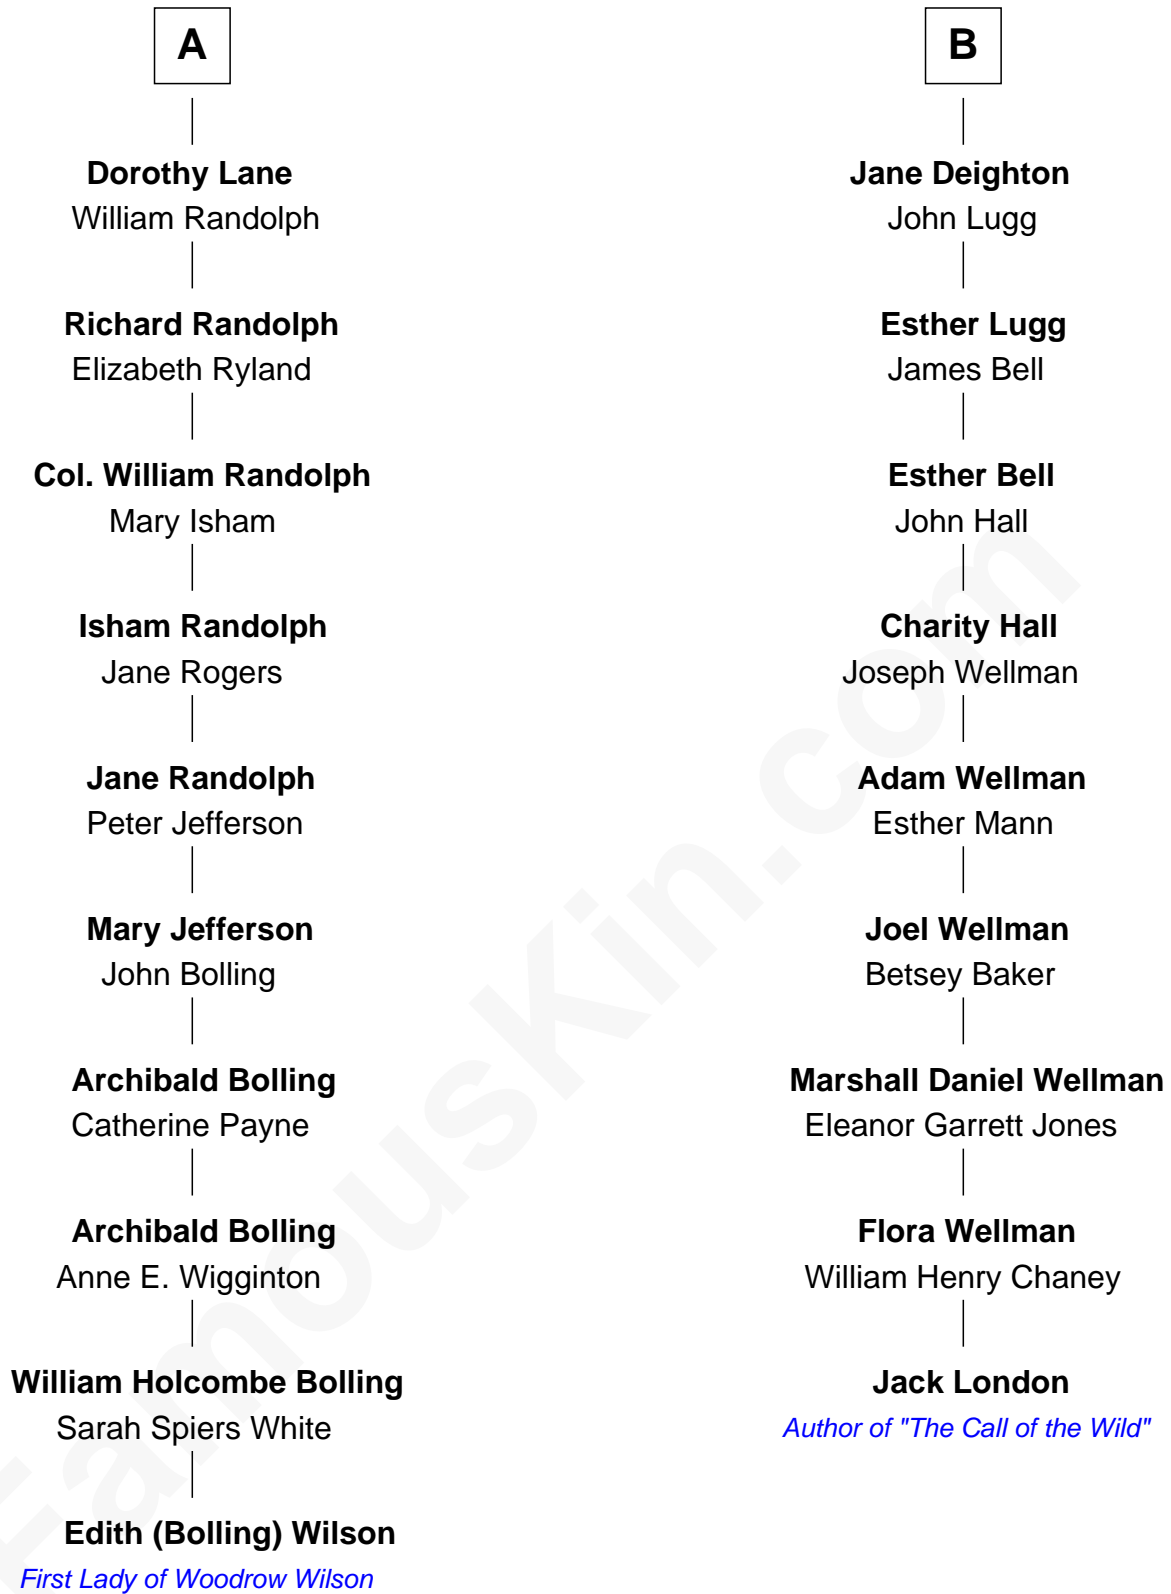 A
Dorothy Lane
William Randolph
Richard Randolph
Elizabeth Ryland
Col. William Randolph
Mary Isham
Isham Randolph
Jane Rogers
Jane Randolph
Peter Jefferson
Mary Jefferson
John Bolling
Archibald Bolling
Catherine Payne
Archibald Bolling
Anne E. Wigginton
William Holcombe Bolling
Sarah Spiers White
Edith (Bolling) Wilson
First Lady of Woodrow Wilson
B
Jane Deighton
John Lugg
Esther Lugg
James Bell
Esther Bell
John Hall
Charity Hall
Joseph Wellman
Adam Wellman
Esther Mann
Joel Wellman
Betsey Baker
Marshall Daniel Wellman
Eleanor Garrett Jones
Flora Wellman
William Henry Chaney
Jack London
Author of "The Call of the Wild"
FamousKin.com